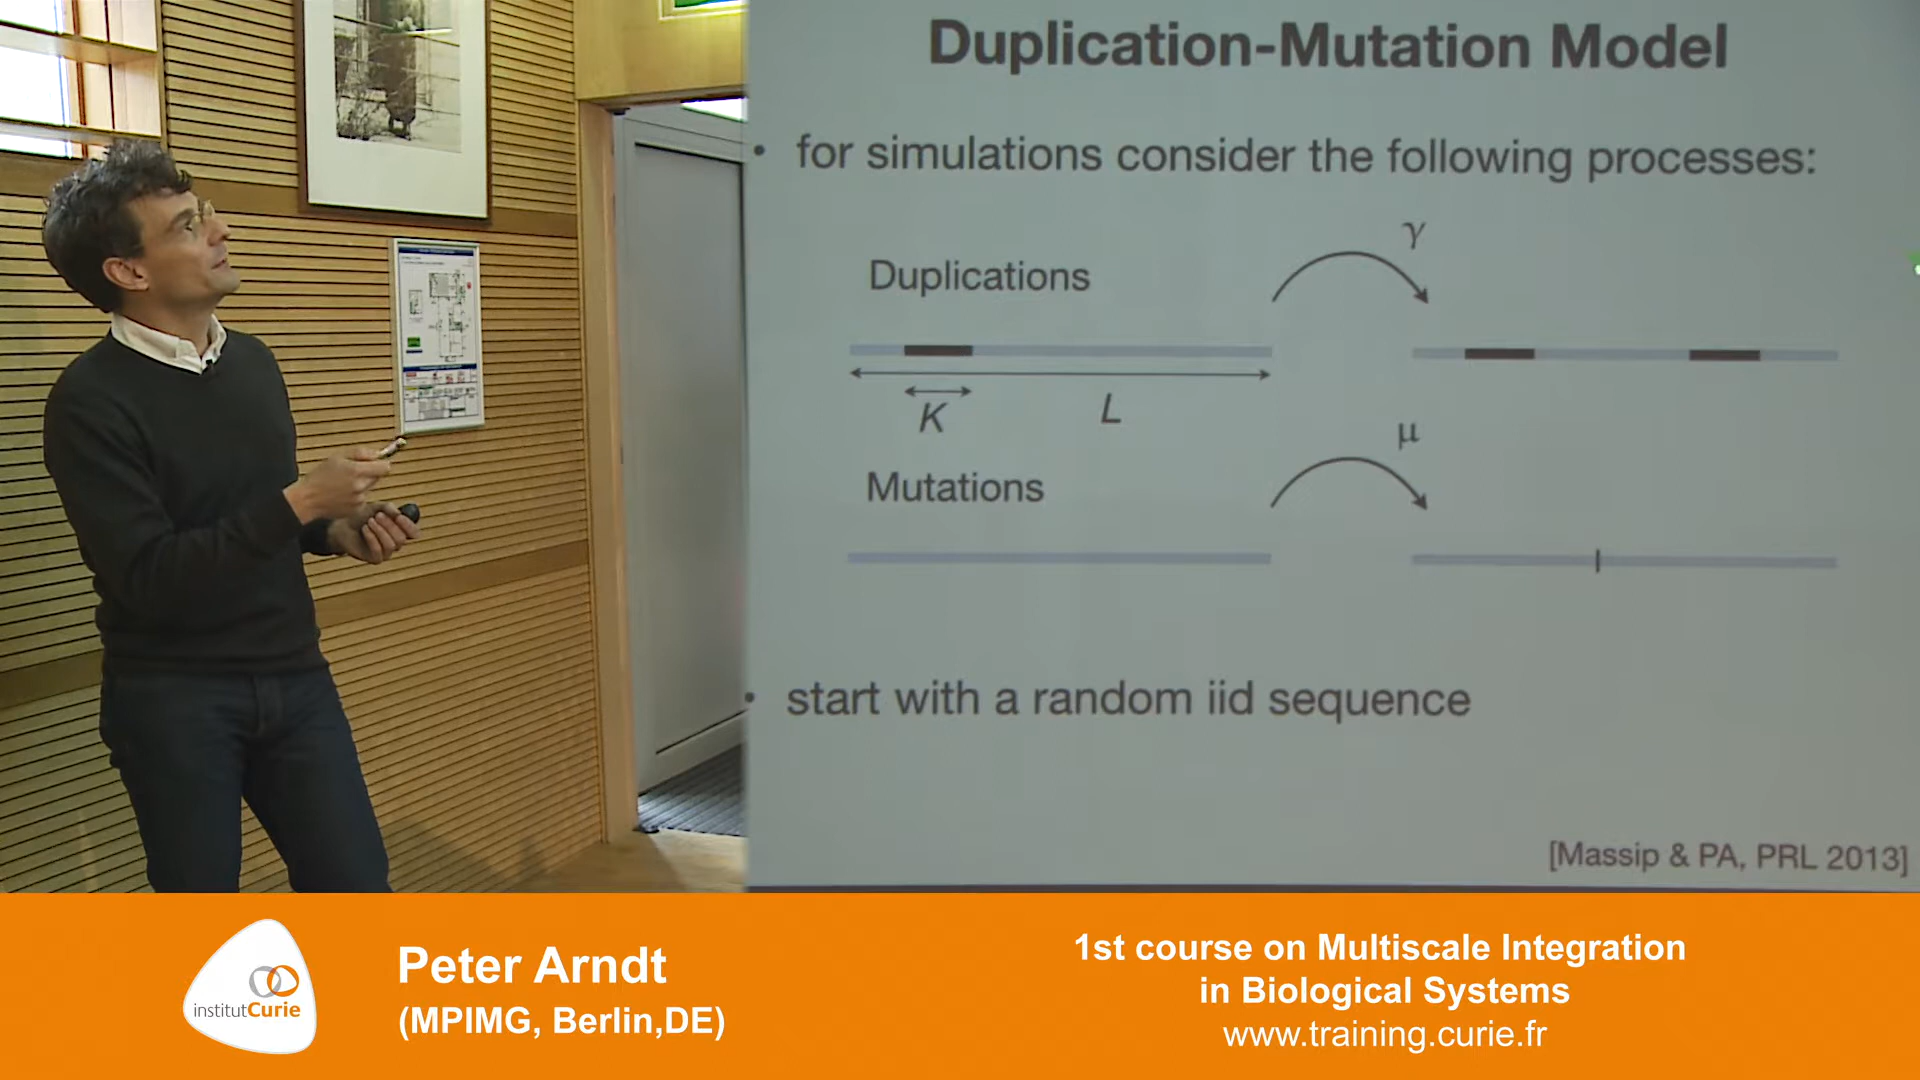 Duplication-Mutation Model
• for simulations consider the following processes:
γ
Duplications
K
L
μ
Mutations
• start with a random iid sequence
[Massip & PA, PRL 2013]
institutCurie
Peter Arndt
(MPIMG, Berlin,DE)
1st course on Multiscale Integration
in Biological Systems
www.training.curie.fr